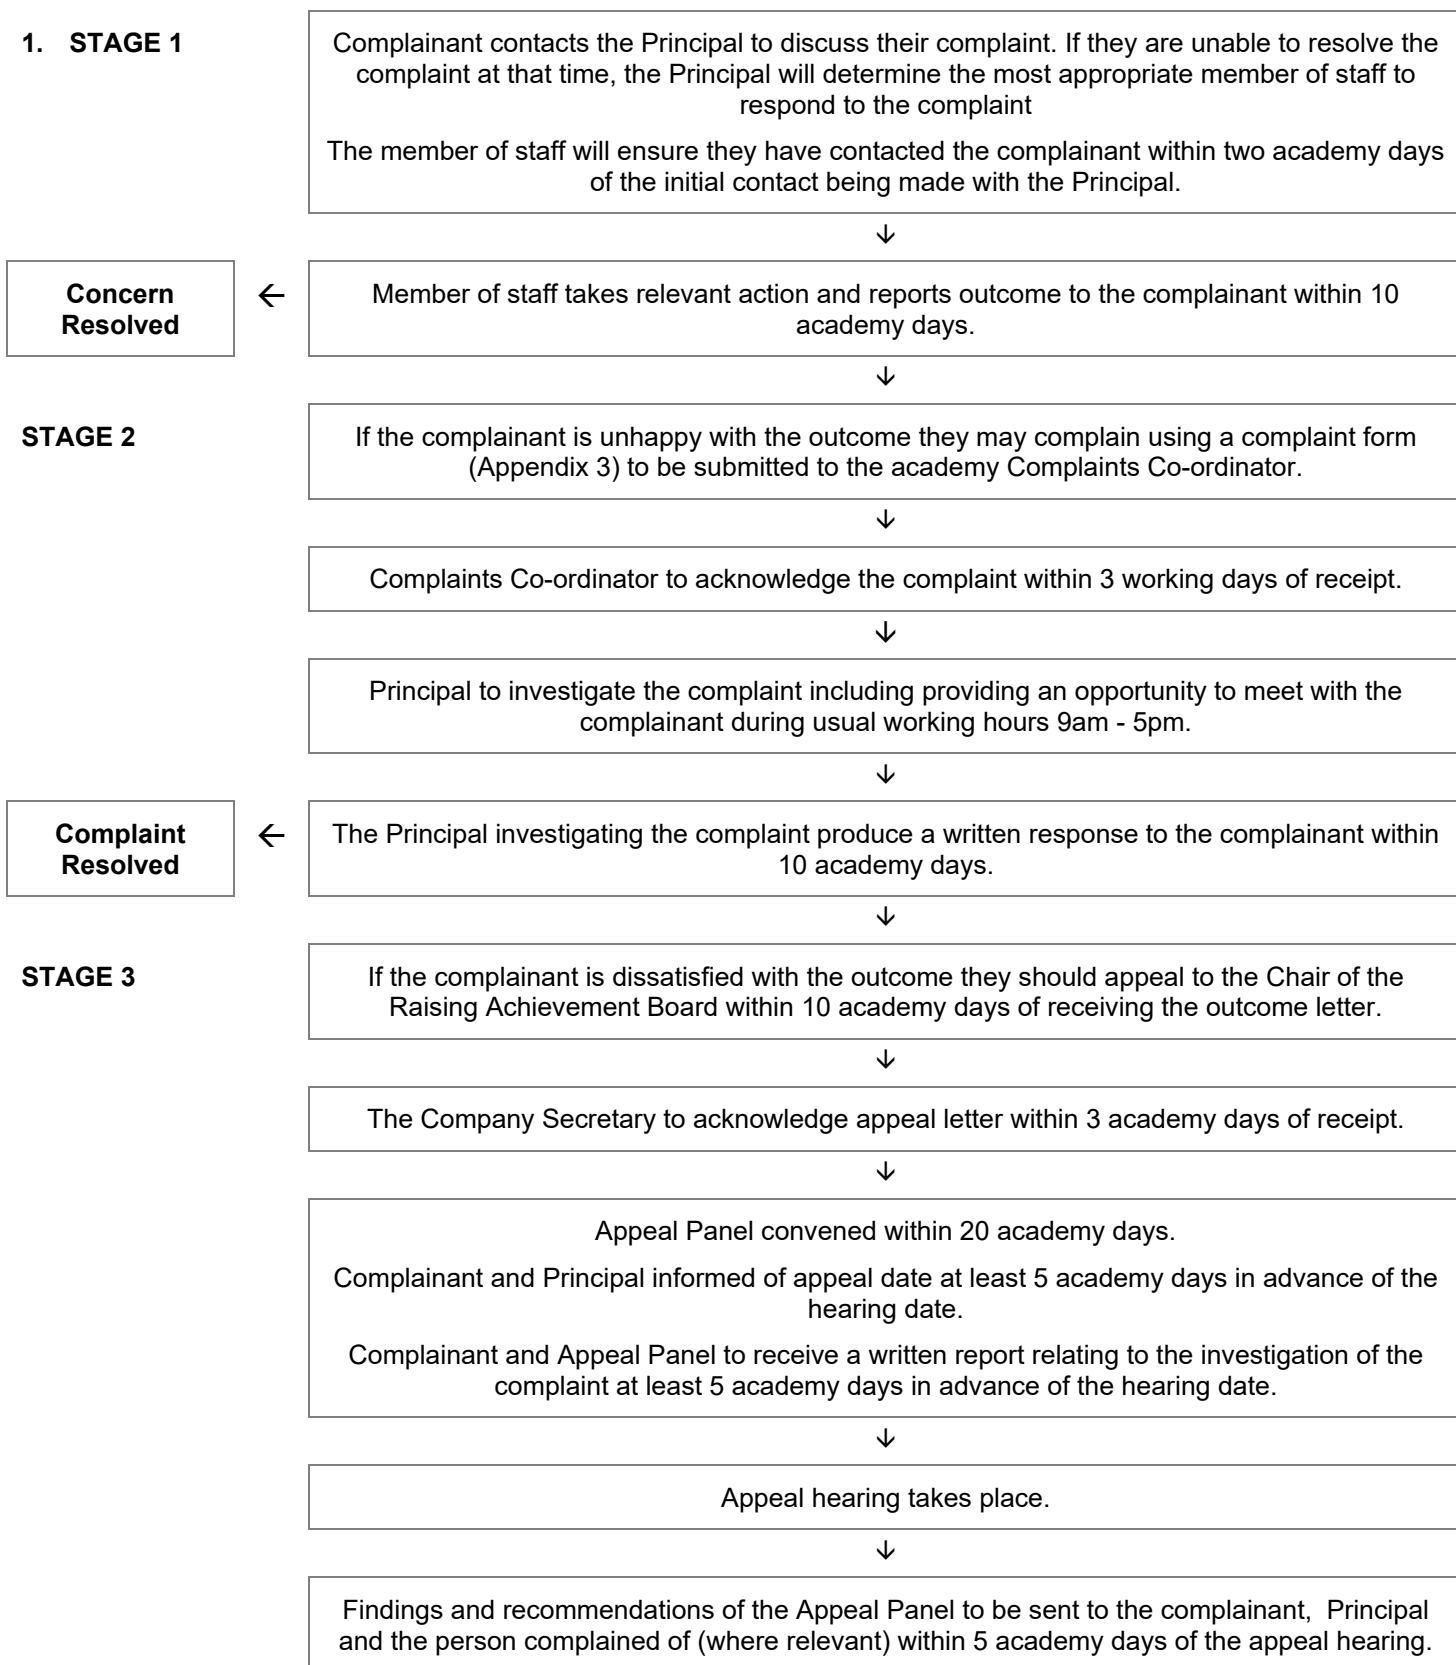 1. STAGE 1
Complainant contacts the Principal to discuss their complaint. If they are unable to resolve the
complaint at that time, the Principal will determine the most appropriate member of staff to
respond to the complaint
The member of staff will ensure they have contacted the complainant within two academy days
of the initial contact being made with the Principal.
↓
Concern
Resolved
←
Member of staff takes relevant action and reports outcome to the complainant within 10
academy days.
↓
STAGE 2
If the complainant is unhappy with the outcome they may complain using a complaint form
(Appendix 3) to be submitted to the academy Complaints Co-ordinator.
↓
Complaints Co-ordinator to acknowledge the complaint within 3 working days of receipt.
↓
Principal to investigate the complaint including providing an opportunity to meet with the
complainant during usual working hours 9am - 5pm.
↓
Complaint
Resolved
←
The Principal investigating the complaint produce a written response to the complainant within
10 academy days.
↓
STAGE 3
If the complainant is dissatisfied with the outcome they should appeal to the Chair of the
Raising Achievement Board within 10 academy days of receiving the outcome letter.
↓
The Company Secretary to acknowledge appeal letter within 3 academy days of receipt.
↓
Appeal Panel convened within 20 academy days.
Complainant and Principal informed of appeal date at least 5 academy days in advance of the
hearing date.
Complainant and Appeal Panel to receive a written report relating to the investigation of the
complaint at least 5 academy days in advance of the hearing date.
↓
Appeal hearing takes place.
↓
Findings and recommendations of the Appeal Panel to be sent to the complainant, Principal
and the person complained of (where relevant) within 5 academy days of the appeal hearing.